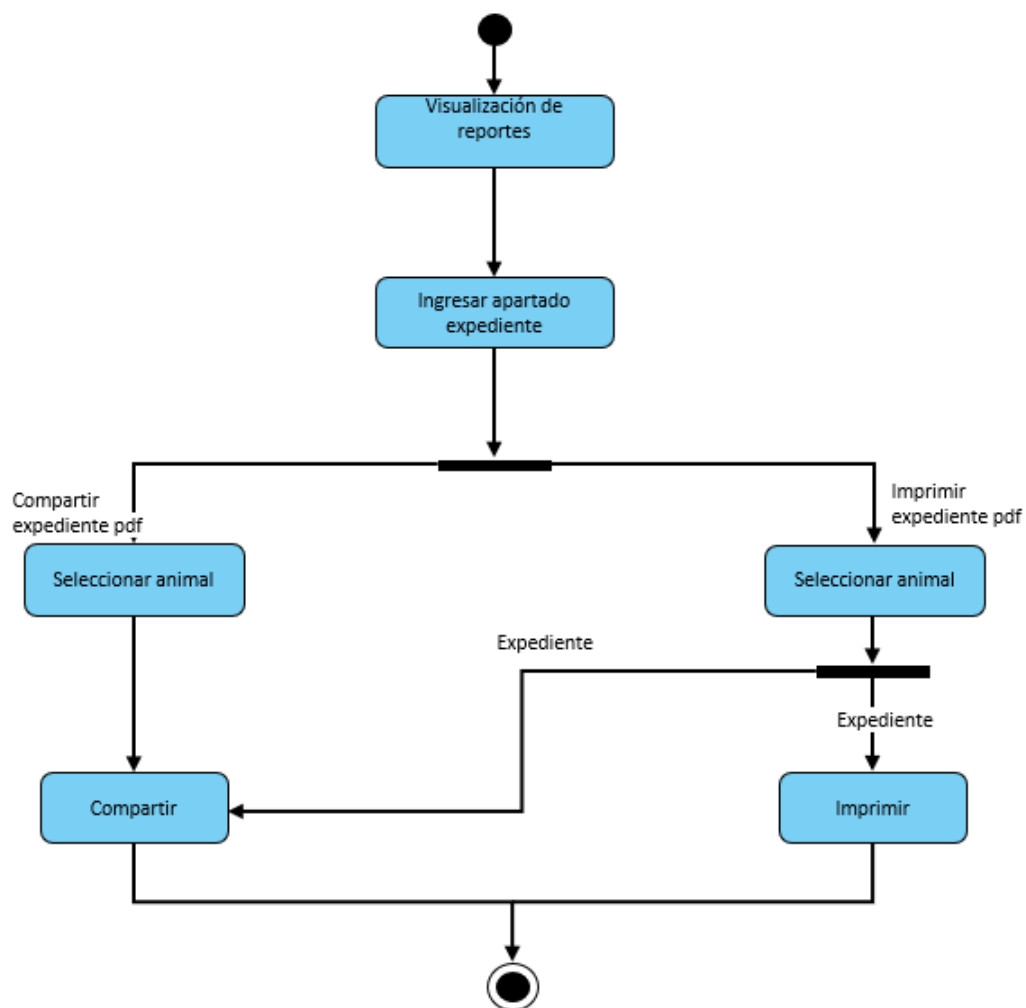 Visualización de
reportes
Ingresar apartado
expediente
Compartir
expediente pdf
Imprimir
expediente pdf
Seleccionar animal
Seleccionar animal
Expediente
Expediente
Compartir
Imprimir